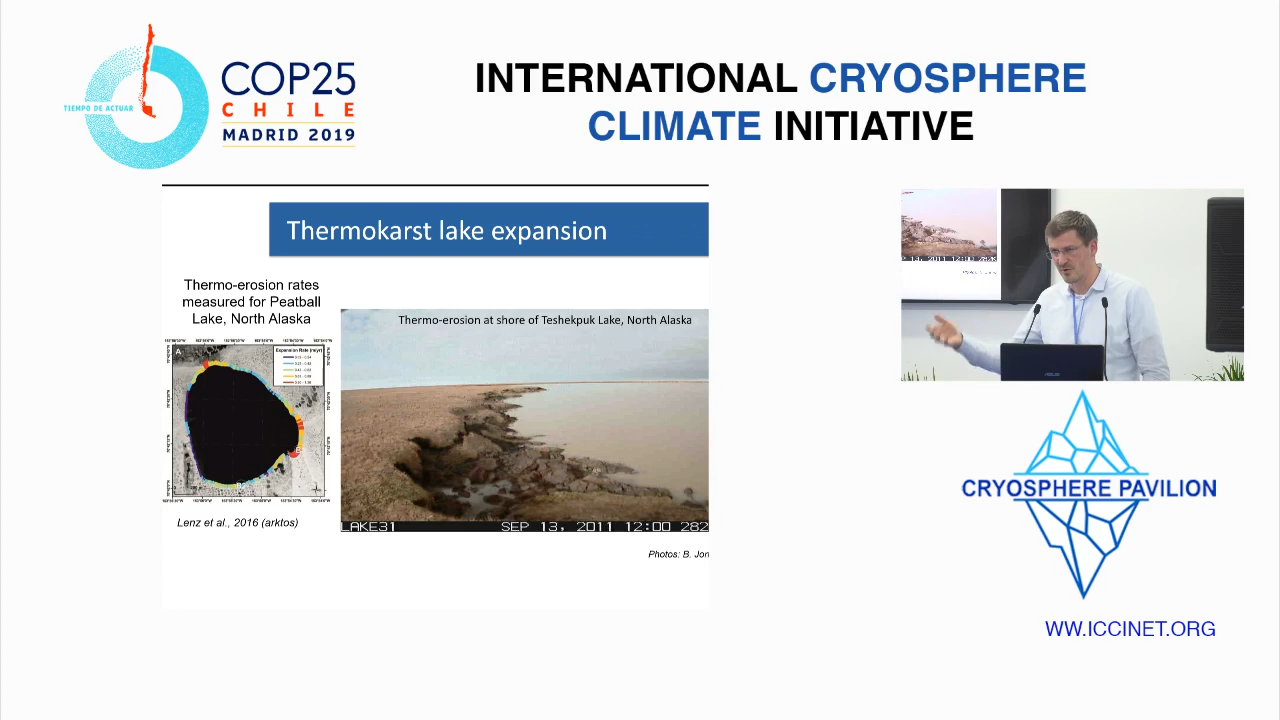 TIEMPO DE ACTUAR
COP25
CHILE
MADRID 2019
INTERNATIONAL CRYOSPHERE
CLIMATE INITIATIVE
Thermokarst lake expansion
Thermo-erosion rates
measured for Peatball
Lake, North Alaska
A
Expansion Rate (m/yr)
Lenz et al., 2016 (arktos)
Thermo-erosion at shore of Teshekpuk Lake, North Alaska
LAKE31 SEP 13, 2011 12:00 282
Photos: B. Jon
CRYOSPHERE PAVILION
WW.ICCINET.ORG